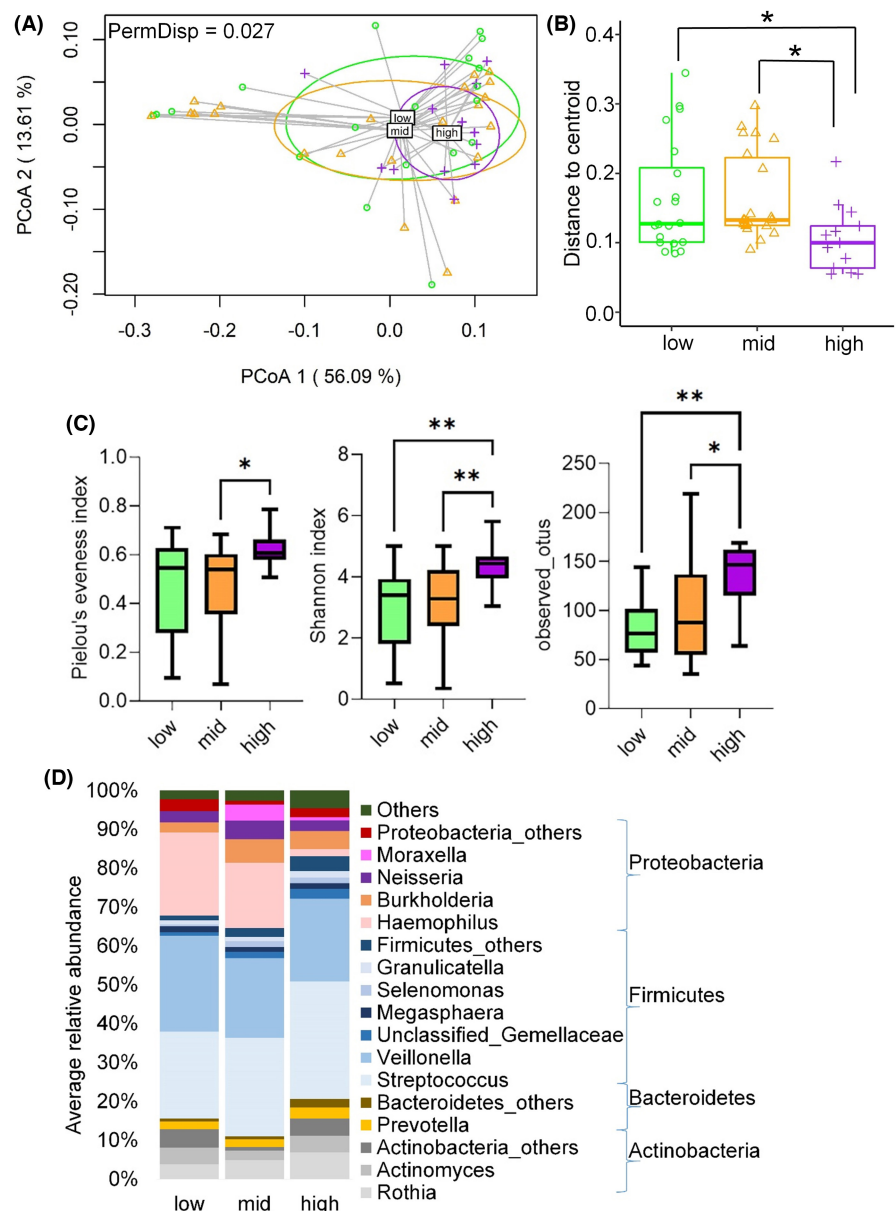 (A)
PermDisp = 0.027
0.10
0.00
-0.10
-0.20
PCoA 2 ( 13.61 %)
low
mid
high
-0.3
-0.2
-0.1
0.0
0.1
PCoA 1 ( 56.09 %)
(B)
*
*
0.4
0.3
0.2
0.1
0.0
Distance to centroid
low
mid
high
(C)
*
1.0
0.8
0.6
0.4
0.2
0.0
Pielou's eveness index
low
mid
high
**
**
8
6
4
2
0
Shannon index
low
mid
high
**
*
250
200
150
100
50
0
observed_otus
low
mid
high
(D)
100%
90%
80%
70%
60%
50%
40%
30%
20%
10%
0%
Average relative abundance
low
mid
high
Others
Proteobacteria_others
Moraxella
Neisseria
Burkholderia
Haemophilus
Firmicutes_others
Granulicatella
Selenomonas
Megasphaera
Unclassified_Gemellaceae
Veillonella
Streptococcus
Bacteroidetes_others
Prevotella
Actinobacteria_others
Actinomyces
Rothia
Proteobacteria
Firmicutes
Bacteroidetes
Actinobacteria